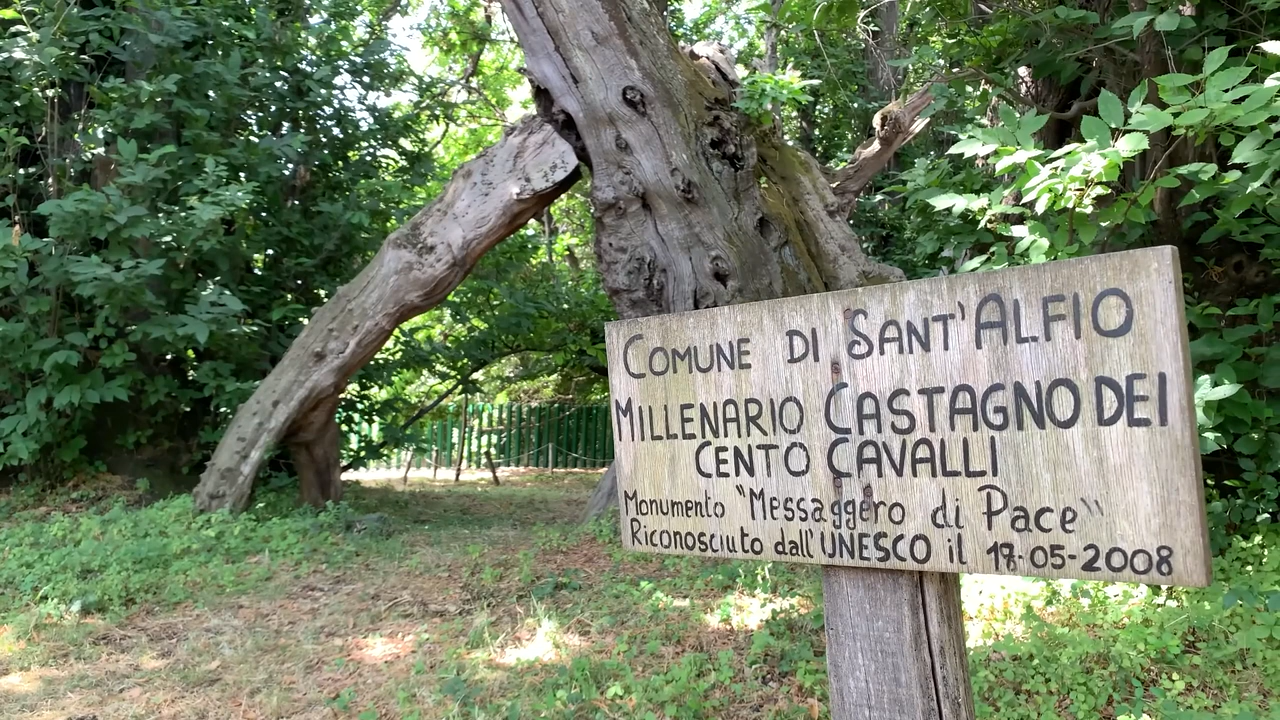 COMUNE DI SANT'ALFIO
MILLENARIO CASTAGNO DEI
CENTO CAVALLI
Monumento "Messaggero di Pace"
Riconosciuto dall'UNESCO il 18-05-2008